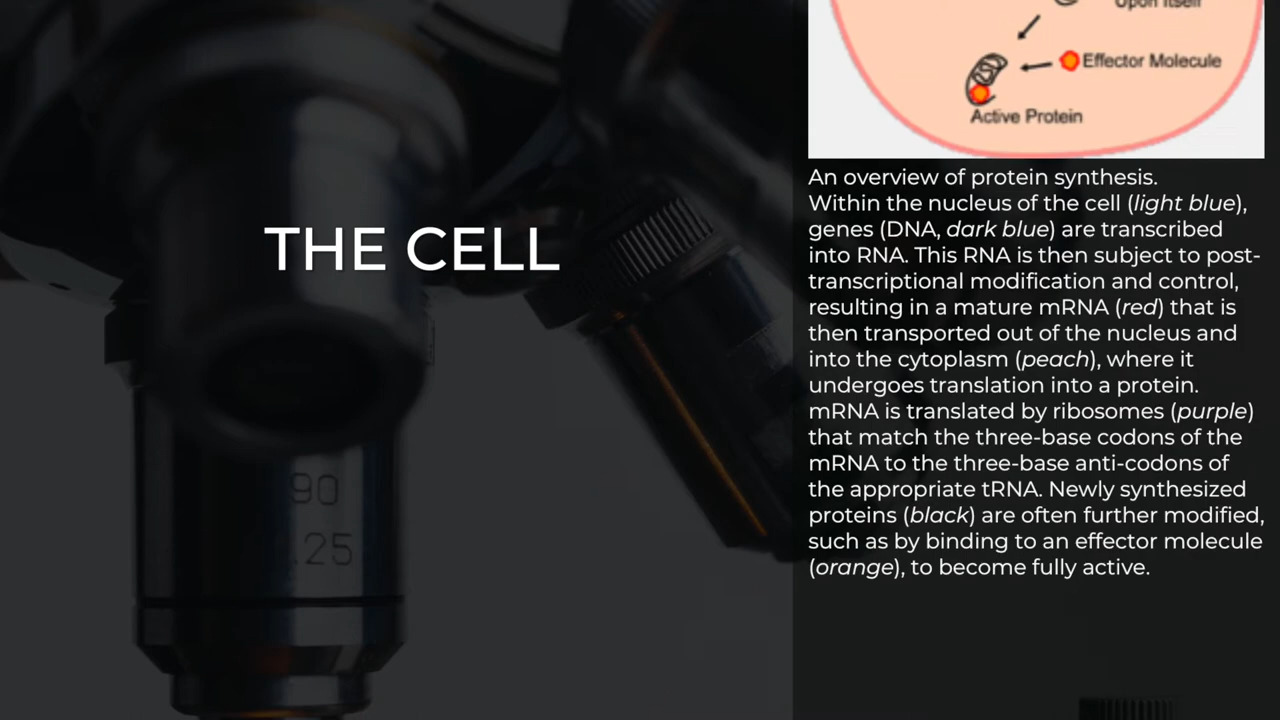 Upon Itself
Effector Molecule
Active Protein
THE CELL
90
.25
An overview of protein synthesis.
Within the nucleus of the cell (light blue),
genes (DNA, dark blue) are transcribed
into RNA. This RNA is then subject to post-
transcriptional modification and control,
resulting in a mature mRNA (red) that is
then transported out of the nucleus and
into the cytoplasm (peach), where it
undergoes translation into a protein.
mRNA is translated by ribosomes (purple)
that match the three-base codons of the
mRNA to the three-base anti-codons of
the appropriate tRNA. Newly synthesized
proteins (black) are often further modified,
such as by binding to an effector molecule
(orange), to become fully active.